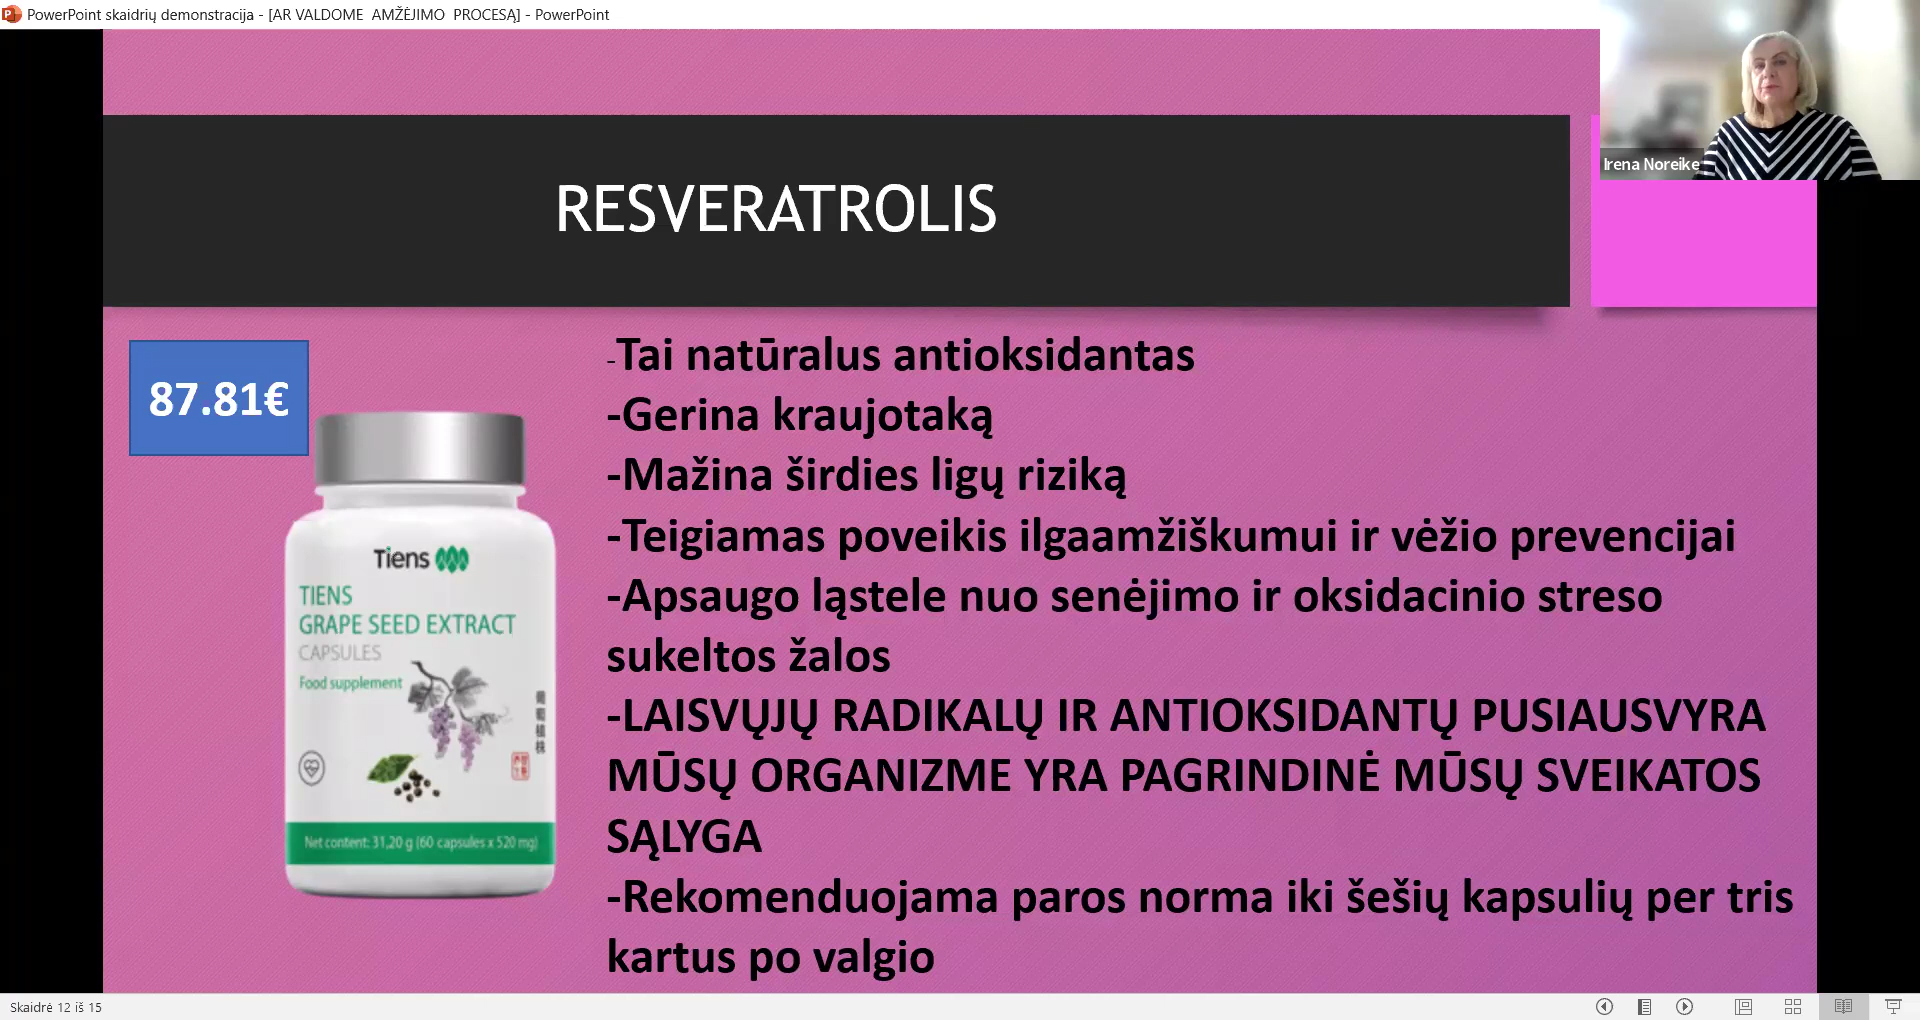 PowerPoint skaidrių demonstracija - [AR VALDOME AMŽĖJIMO PROCESĄ] - PowerPoint
Irena Noreike
RESVERATROLIS
87.81€
-Tai natūralus antioksidantas
-Gerina kraujotaką
-Mažina širdies ligų riziką
-Teigiamas poveikis ilgaamžiškumui ir vėžio prevencijai
-Apsaugo ląstele nuo senėjimo ir oksidacinio streso
sukeltos žalos
-LAISVŲJŲ RADIKALŲ IR ANTIOKSIDANTŲ PUSIAUSVYRA
MŪSŲ ORGANIZME YRA PAGRINDINĖ MŪSŲ SVEIKATOS
SĄLYGA
-Rekomenduojama paros norma iki šešių kapsulių per tris
kartus po valgio
Tiens
TIENS
GRAPE SEED EXTRACT
CAPSULES
Food supplement
Net content: 31,20 g (60 capsules x 520 mg)
Skaidrė 12 iš 15